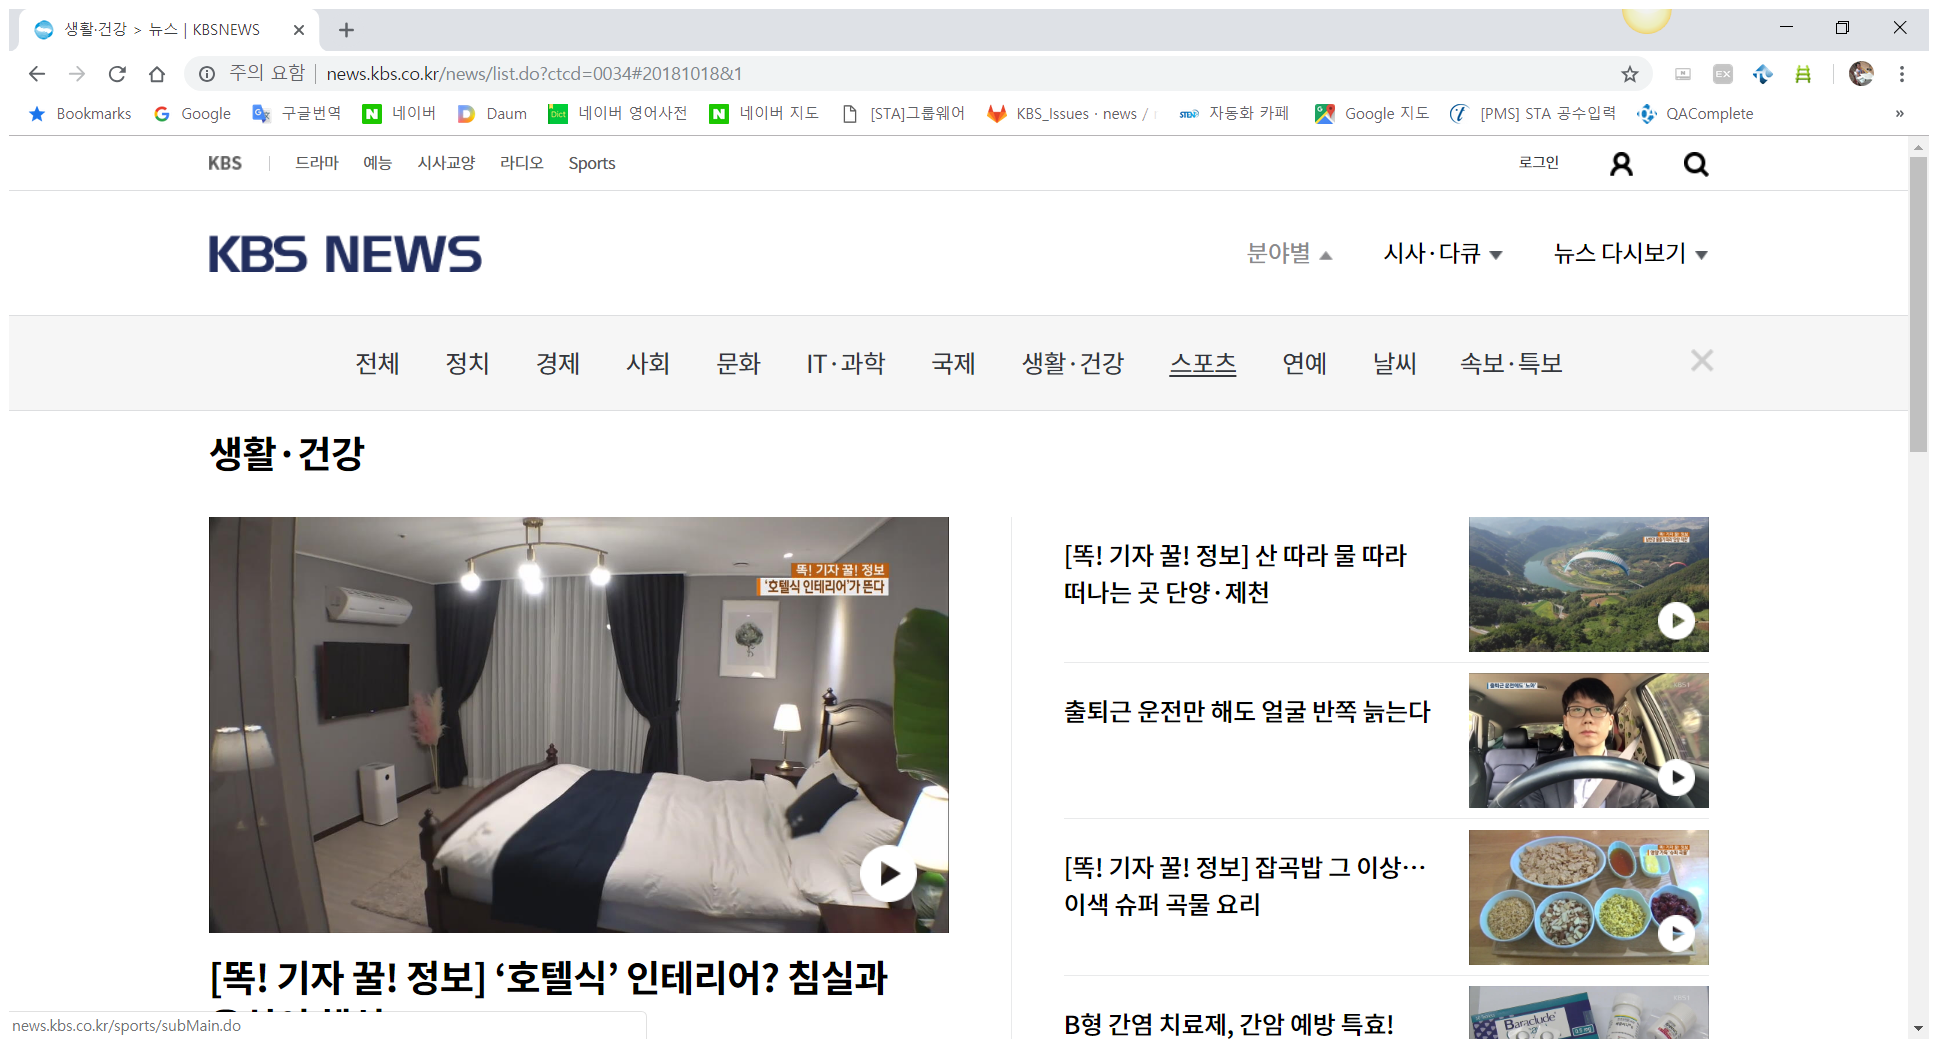 생활·건강 > 뉴스 | KBSNEWS
주의 요함 | news.kbs.co.kr/news/list.do?ctcd=0034#20181018&1
EX
Bookmarks Google 구글번역 네이버 Daum 네이버 영어사전 네이버 지도 [STA]그룹웨어 KBS_Issues · news / 자동화 카페 Google 지도 [PMS] STA 공수입력 QAComplete »
KBS 드라마 예능 시사교양 라디오 Sports 로그인
KBS NEWS
분야별 시사·다큐 뉴스 다시보기
전체 정치 경제 사회 문화 IT·과학 국제 생활·건강 스포츠 연예 날씨 속보·특보
생활·건강
똑! 기자 꿀! 정보
‘호텔식 인테리어’가 뜬다
[똑! 기자 꿀! 정보] ‘호텔식’ 인테리어? 침실과
[똑! 기자 꿀! 정보] 산 따라 물 따라
떠나는 곳 단양·제천
출퇴근 운전만 해도 얼굴 반쪽 늙는다
[똑! 기자 꿀! 정보] 잡곡밥 그 이상…
이색 슈퍼 곡물 요리
B형 간염 치료제, 간암 예방 특효!
Baraclude
news.kbs.co.kr/sports/subMain.do